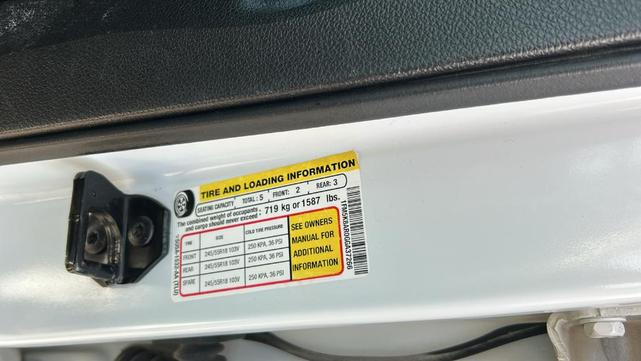 TIRE AND LOADING INFORMATION
SEATING CAPACITY TOTAL: 5 FRONT: 2 REAR: 3
The combined weight of occupants
and cargo should never exceed: 719 kg or 1587 lbs.
TIRE SIZE COLD TIRE PRESSURE
FRONT 245/55R18 103V 250 KPA, 36 PSI
REAR 245/55R18 103V 250 KPA, 36 PSI
SPARE 245/55R18 103V 250 KPA, 36 PSI
SEE OWNERS
MANUAL FOR
ADDITIONAL
INFORMATION